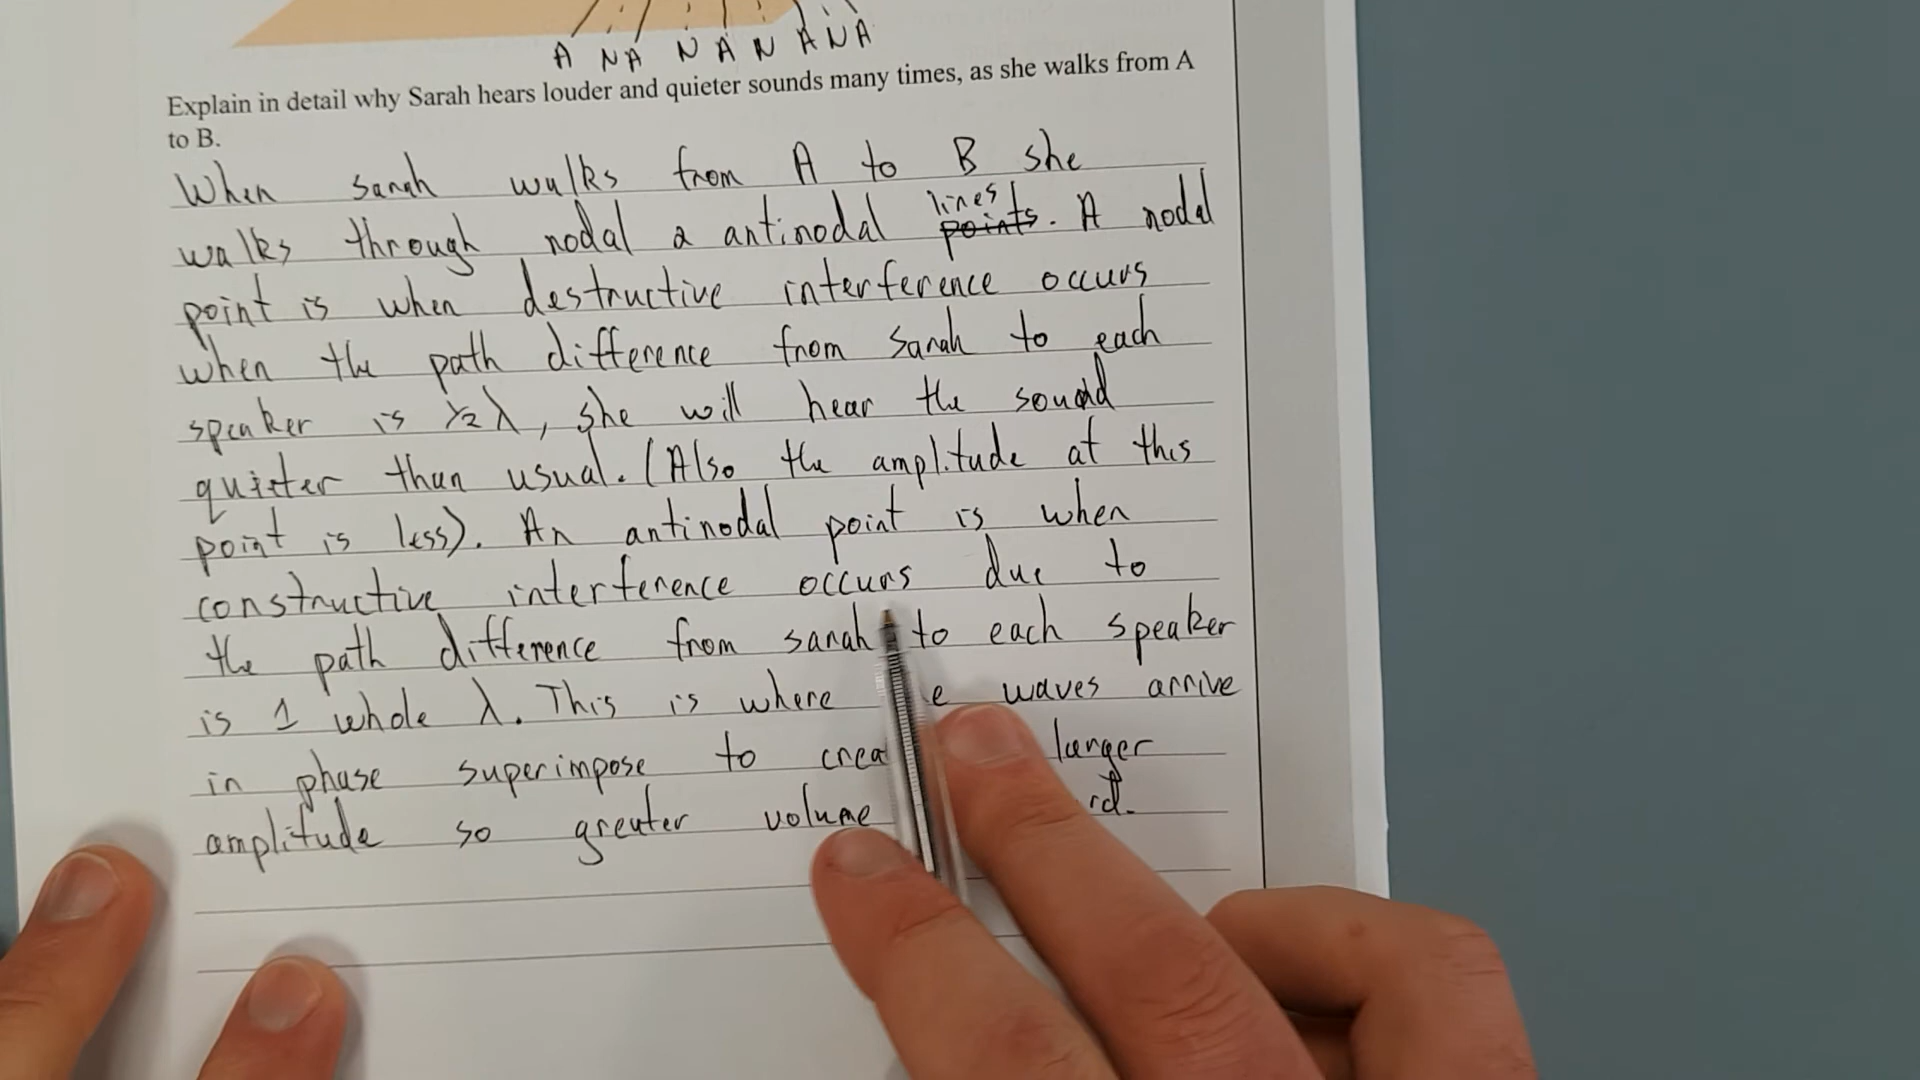 A N A N A N A N A
Explain in detail why Sarah hears louder and quieter sounds many times, as she walks from A
to B.
When sarah walks from A to B she
lines
walks through nodal & antinodal points. A nodal
point is when destructive interference occurs
when the path difference from sarah to each
speaker is ½λ, she will hear the sound
quieter than usual. (Also the amplitude at this
point is less). An antinodal point is when
constructive interference occurs due to
the path difference from sarah to each speaker
is 1 whole λ. This is where waves arrive
in phase superimpose to larger
amplitude so greater volume